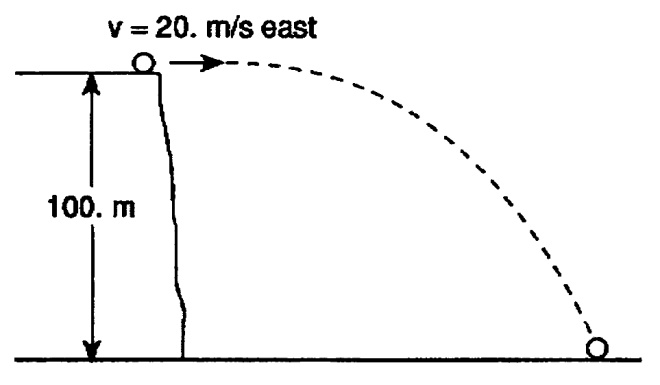 v = 20. m/s east
100. m